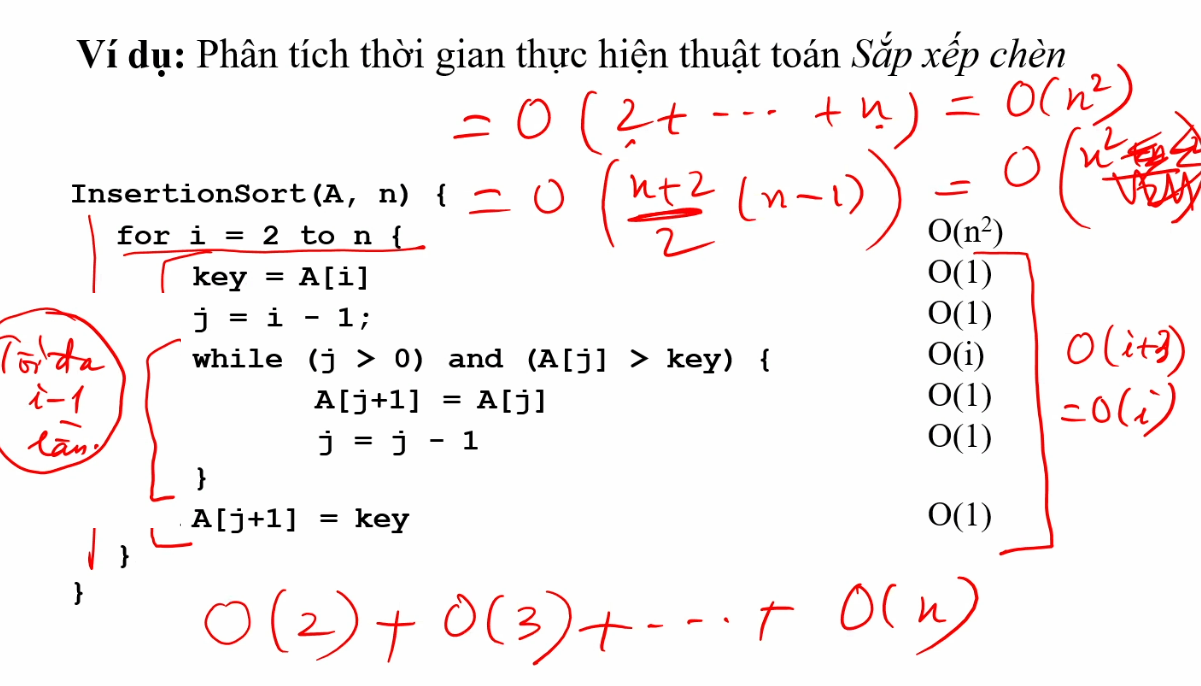 Ví dụ: Phân tích thời gian thực hiện thuật toán Sắp xếp chèn
= O (2 + --- + n) = O(n²)
InsertionSort(A, n) { = O (n+2/2 (n-1)) = O (n²
for i = 2 to n { O(n²)
key = A[i] O(1)
j = i - 1; O(1)
while (j > 0) and (A[j] > key) { O(i)
A[j+1] = A[j] O(1)
j = j - 1 O(1)
}
A[j+1] = key O(1)
}
}
Tối đa
i-1
lần.
O(i+3)
=O(i)
O(2) + O(3) + --- + O(n)